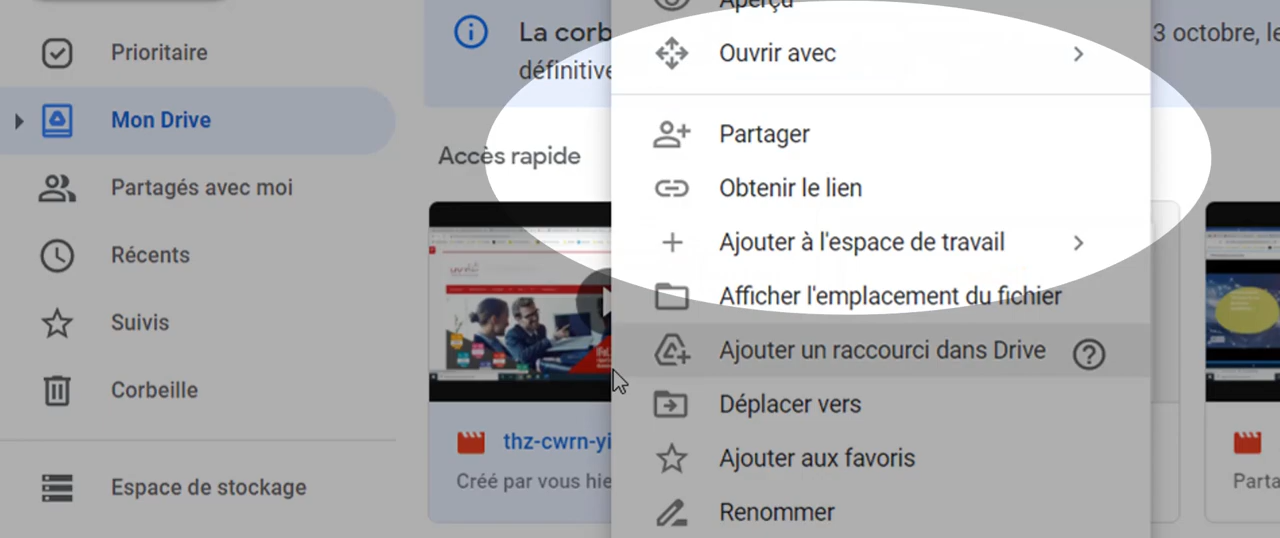 Prioritaire
Mon Drive
Partagés avec moi
Récents
Suivis
Corbeille
Espace de stockage
La corb
3 octobre, le
définitive
Accès rapide
thz-cwrn-yi
Créé par vous hie
Aperçu
Ouvrir avec
Partager
Obtenir le lien
Ajouter à l'espace de travail
Afficher l'emplacement du fichier
Ajouter un raccourci dans Drive
Déplacer vers
Ajouter aux favoris
Renommer
Parta